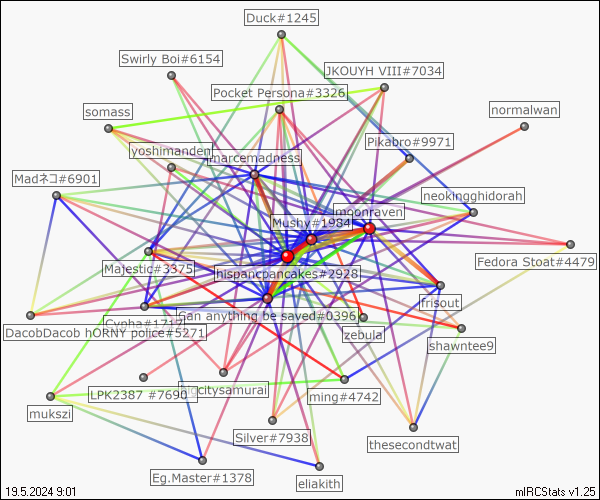 Duck#1245
Swirly Boi#6154
JKOUYH VIII#7034
Pocket Persona#3326
normalwan
somass
Pikabro#9971
yoshimanden
marcemadness
Madネコ#6901
neokingghidorah
moonraven
Mushy#1984
Fedora Stoat#4479
Majestic#3375
hispancpancakes#2928
frisout
Can anything be saved#0396
DacobDacob hORNY police#5271
zebula
shawntee9
LPK2387 #7690
citysamurai
ming#4742
mukszi
Silver#7938
thesecondtwat
Eg.Master#1378
eliakith
19.5.2024 9:01
mIRCStats v1.25